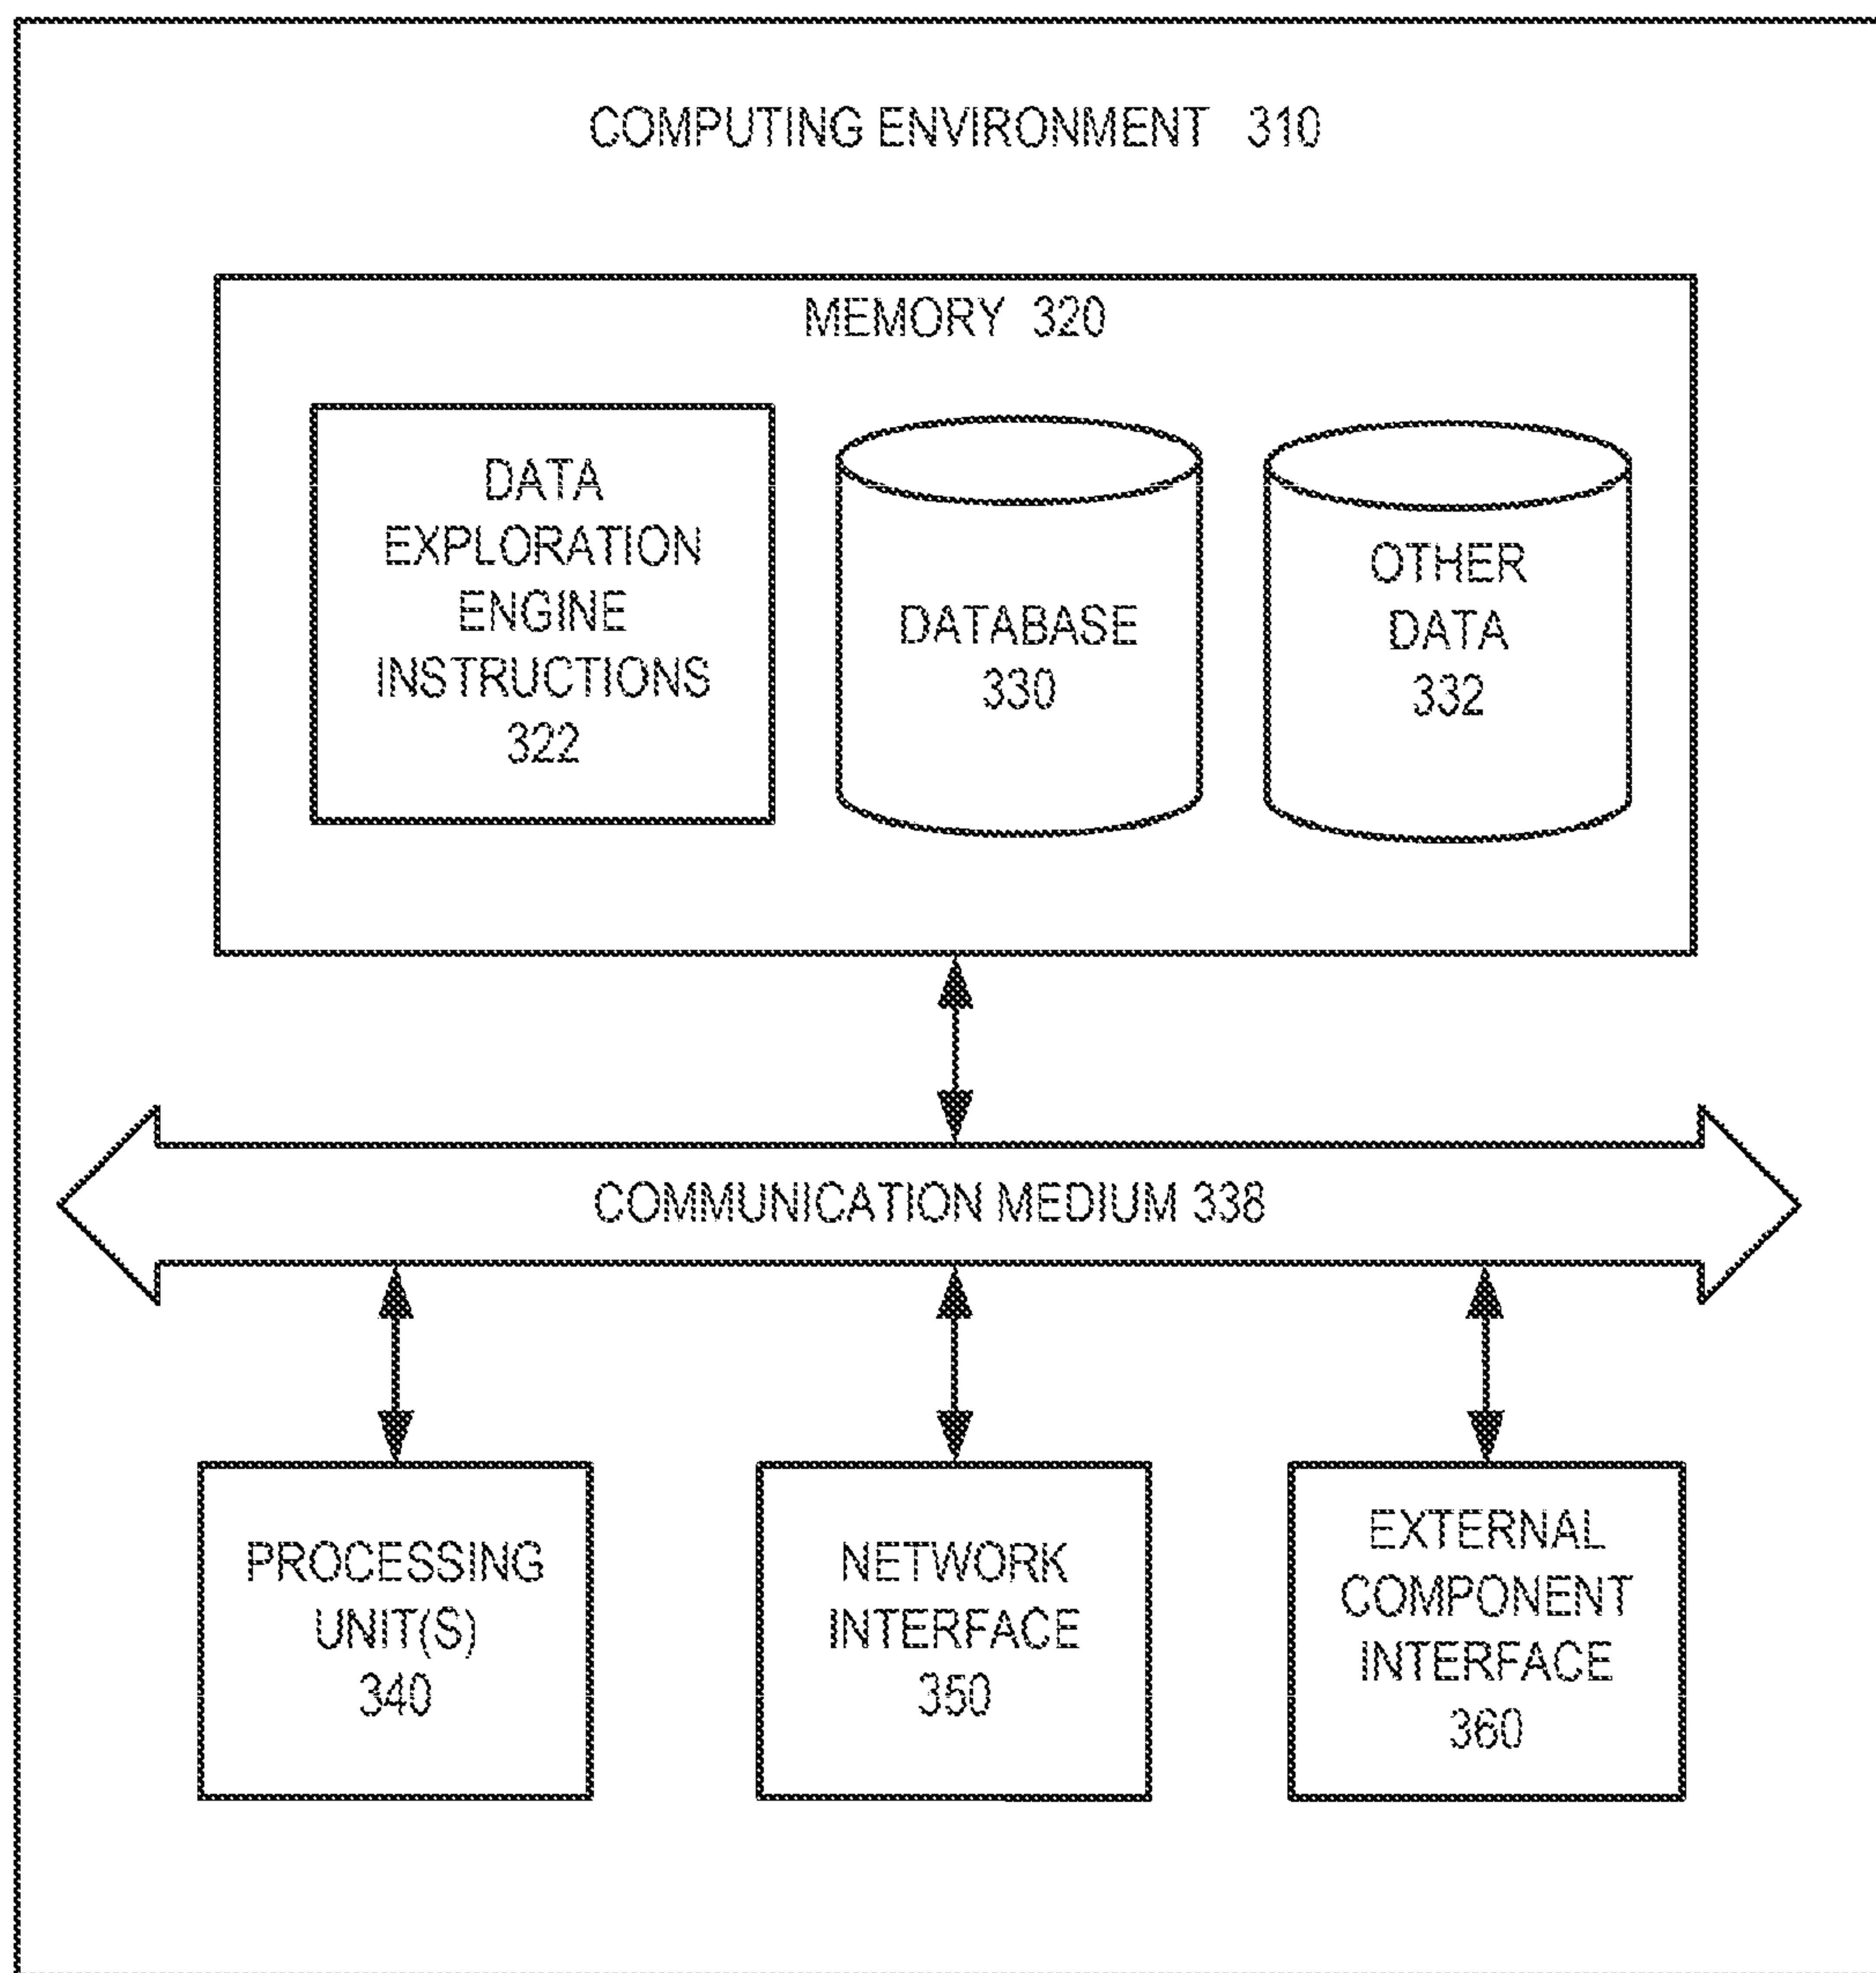 COMPUTING ENVIRONMENT 310
MEMORY 320
DATA
EXPLORATION
ENGINE
INSTRUCTIONS
322
DATABASE
330
OTHER
DATA
332
COMMUNICATION MEDIUM 338
PROCESSING
UNIT(S)
340
NETWORK
INTERFACE
350
EXTERNAL
COMPONENT
INTERFACE
360